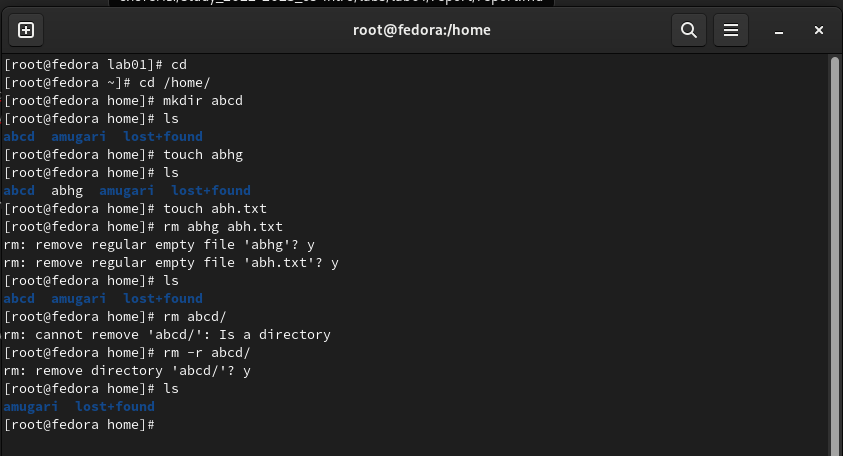 root@fedora:/home
[root@fedora lab01]# cd
[root@fedora ~]# cd /home/
[root@fedora home]# mkdir abcd
[root@fedora home]# ls
abcd  amugari  lost+found
[root@fedora home]# touch abhg
[root@fedora home]# ls
abcd  abhg  amugari  lost+found
[root@fedora home]# touch abh.txt
[root@fedora home]# rm abhg abh.txt
rm: remove regular empty file 'abhg'? y
rm: remove regular empty file 'abh.txt'? y
[root@fedora home]# ls
abcd  amugari  lost+found
[root@fedora home]# rm abcd/
rm: cannot remove 'abcd/': Is a directory
[root@fedora home]# rm -r abcd/
rm: remove directory 'abcd/'? y
[root@fedora home]# ls
amugari  lost+found
[root@fedora home]#